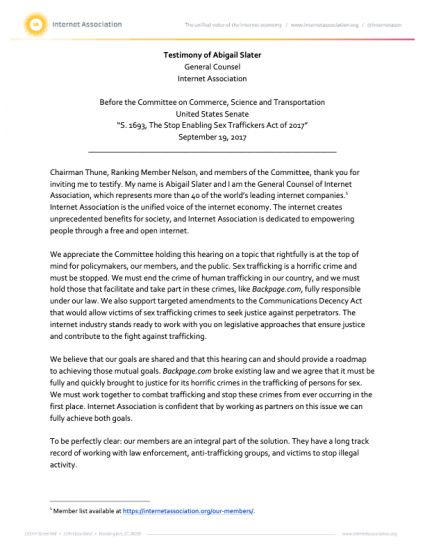 Internet Association
The unified voice of the internet economy / www.internetassociation.org / @internetassn
Testimony of Abigail Slater
General Counsel
Internet Association
Before the Committee on Commerce, Science and Transportation
United States Senate
“S. 1693, The Stop Enabling Sex Traffickers Act of 2017”
September 19, 2017
Chairman Thune, Ranking Member Nelson, and members of the Committee, thank you for
inviting me to testify. My name is Abigail Slater and I am the General Counsel of Internet
Association, which represents more than 40 of the world’s leading internet companies.¹
Internet Association is the unified voice of the internet economy. The internet creates
unprecedented benefits for society, and Internet Association is dedicated to empowering
people through a free and open internet.
We appreciate the Committee holding this hearing on a topic that rightfully is at the top of
mind for policymakers, our members, and the public. Sex trafficking is a horrific crime and
must be stopped. We must end the crime of human trafficking in our country, and we must
hold those that facilitate and take part in these crimes, like Backpage.com, fully responsible
under our law. We also support targeted amendments to the Communications Decency Act
that would allow victims of sex trafficking crimes to seek justice against perpetrators. The
internet industry stands ready to work with you on legislative approaches that ensure justice
and contribute to the fight against trafficking.
We believe that our goals are shared and that this hearing can and should provide a roadmap
to achieving those mutual goals. Backpage.com broke existing law and we agree that it must be
fully and quickly brought to justice for its horrific crimes in the trafficking of persons for sex.
We must work together to combat trafficking and stop these crimes from ever occurring in the
first place. Internet Association is confident that by working as partners on this issue we can
fully achieve both goals.
To be perfectly clear: our members are an integral part of the solution. They have a long track
record of working with law enforcement, anti-trafficking groups, and victims to stop illegal
activity.
¹ Member list available at https://internetassociation.org/our-members/.
www.internetassociation.org